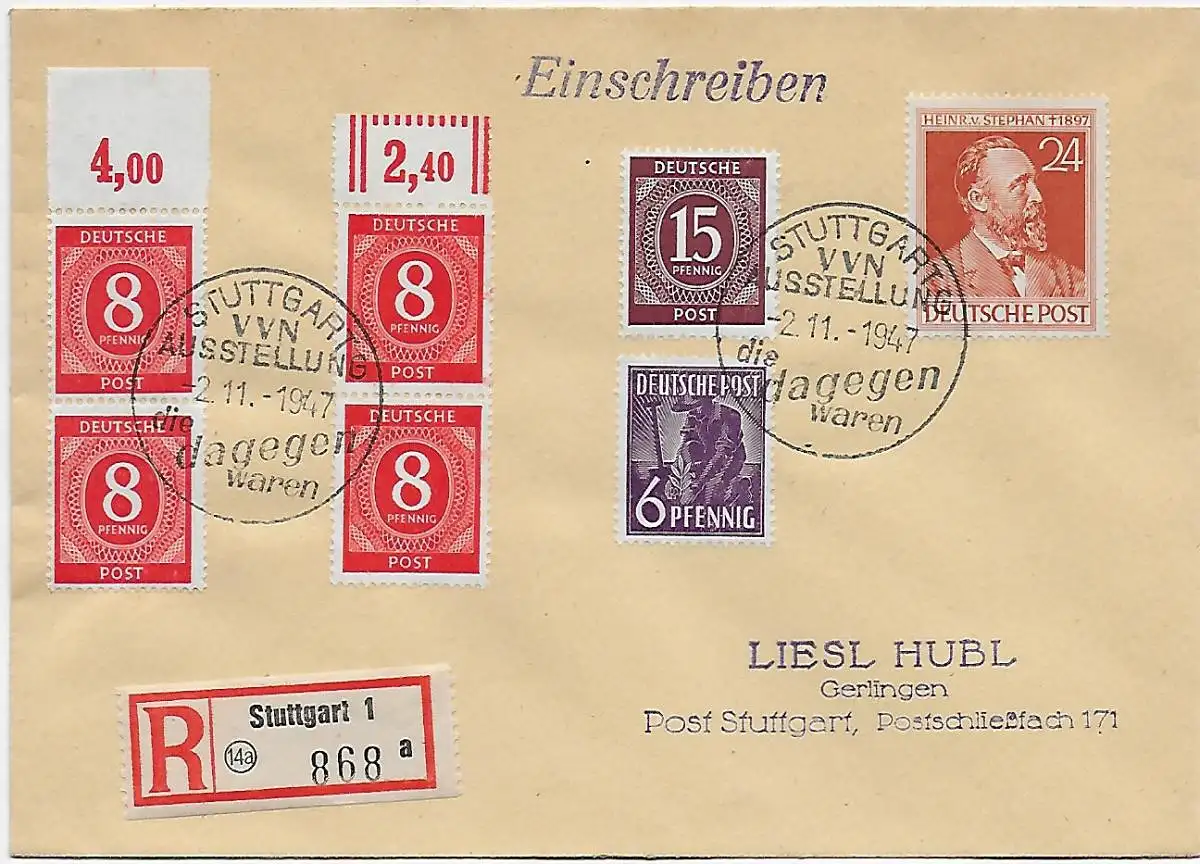 Einschreiben
4,00
2,40
DEUTSCHE
8
PFENNIG
POST
DEUTSCHE
8
PFENNIG
POST
DEUTSCHE
8
PFENNIG
POST
DEUTSCHE
8
PFENNIG
POST
STUTTGART
VVN
AUSSTELLUNG
-2.11.-1947
die
dagegen
waren
DEUTSCHE
15
PFENNIG
POST
DEUTSCHE POST
6 PFENNIG
HEINR.V. STEPHAN † 1897
24
DEUTSCHE POST
STUTTGART
VVN
AUSSTELLUNG
-2.11.-1947
die
dagegen
waren
LIESL HUBL
Gerlingen
Post Stuttgart, Postschließfach 171
R
Stuttgart 1
14a
868 a